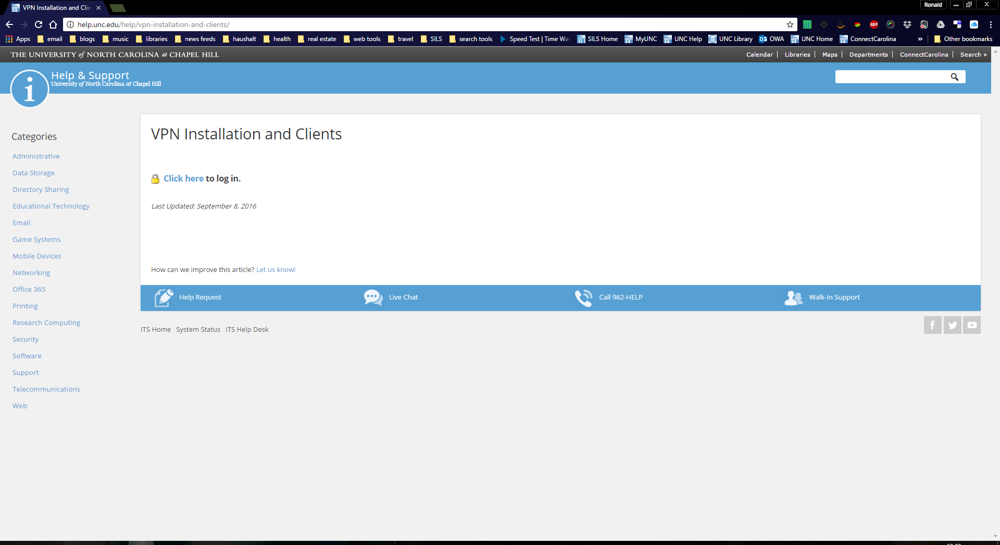 VPN Installation and Clie
Ronald
help.unc.edu/help/vpn-installation-and-clients/
Apps email blogs music libraries news feeds haushalt health real estate web tools travel SILS search tools Speed Test | Time War SILS Home MyUNC UNC Help UNC Library OWA UNC Home ConnectCarolina » Other bookmarks
THE UNIVERSITY of NORTH CAROLINA at CHAPEL HILL
Calendar | Libraries | Maps | Departments | ConnectCarolina | Search »
Help & Support
University of North Carolina at Chapel Hill
Categories
Administrative
Data Storage
Directory Sharing
Educational Technology
Email
Game Systems
Mobile Devices
Networking
Office 365
Printing
Research Computing
Security
Software
Support
Telecommunications
Web
VPN Installation and Clients
Click here to log in.
Last Updated: September 8, 2016
How can we improve this article? Let us know!
Help Request Live Chat Call 962-HELP Walk-In Support
ITS Home System Status ITS Help Desk